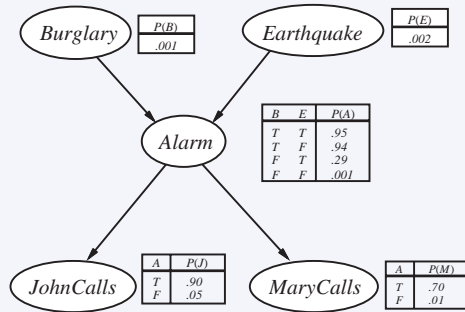 Burglary
P(B)
.001
Earthquake
P(E)
.002
Alarm
B E P(A)
T T .95
T F .94
F T .29
F F .001
JohnCalls
A P(J)
T .90
F .05
MaryCalls
A P(M)
T .70
F .01